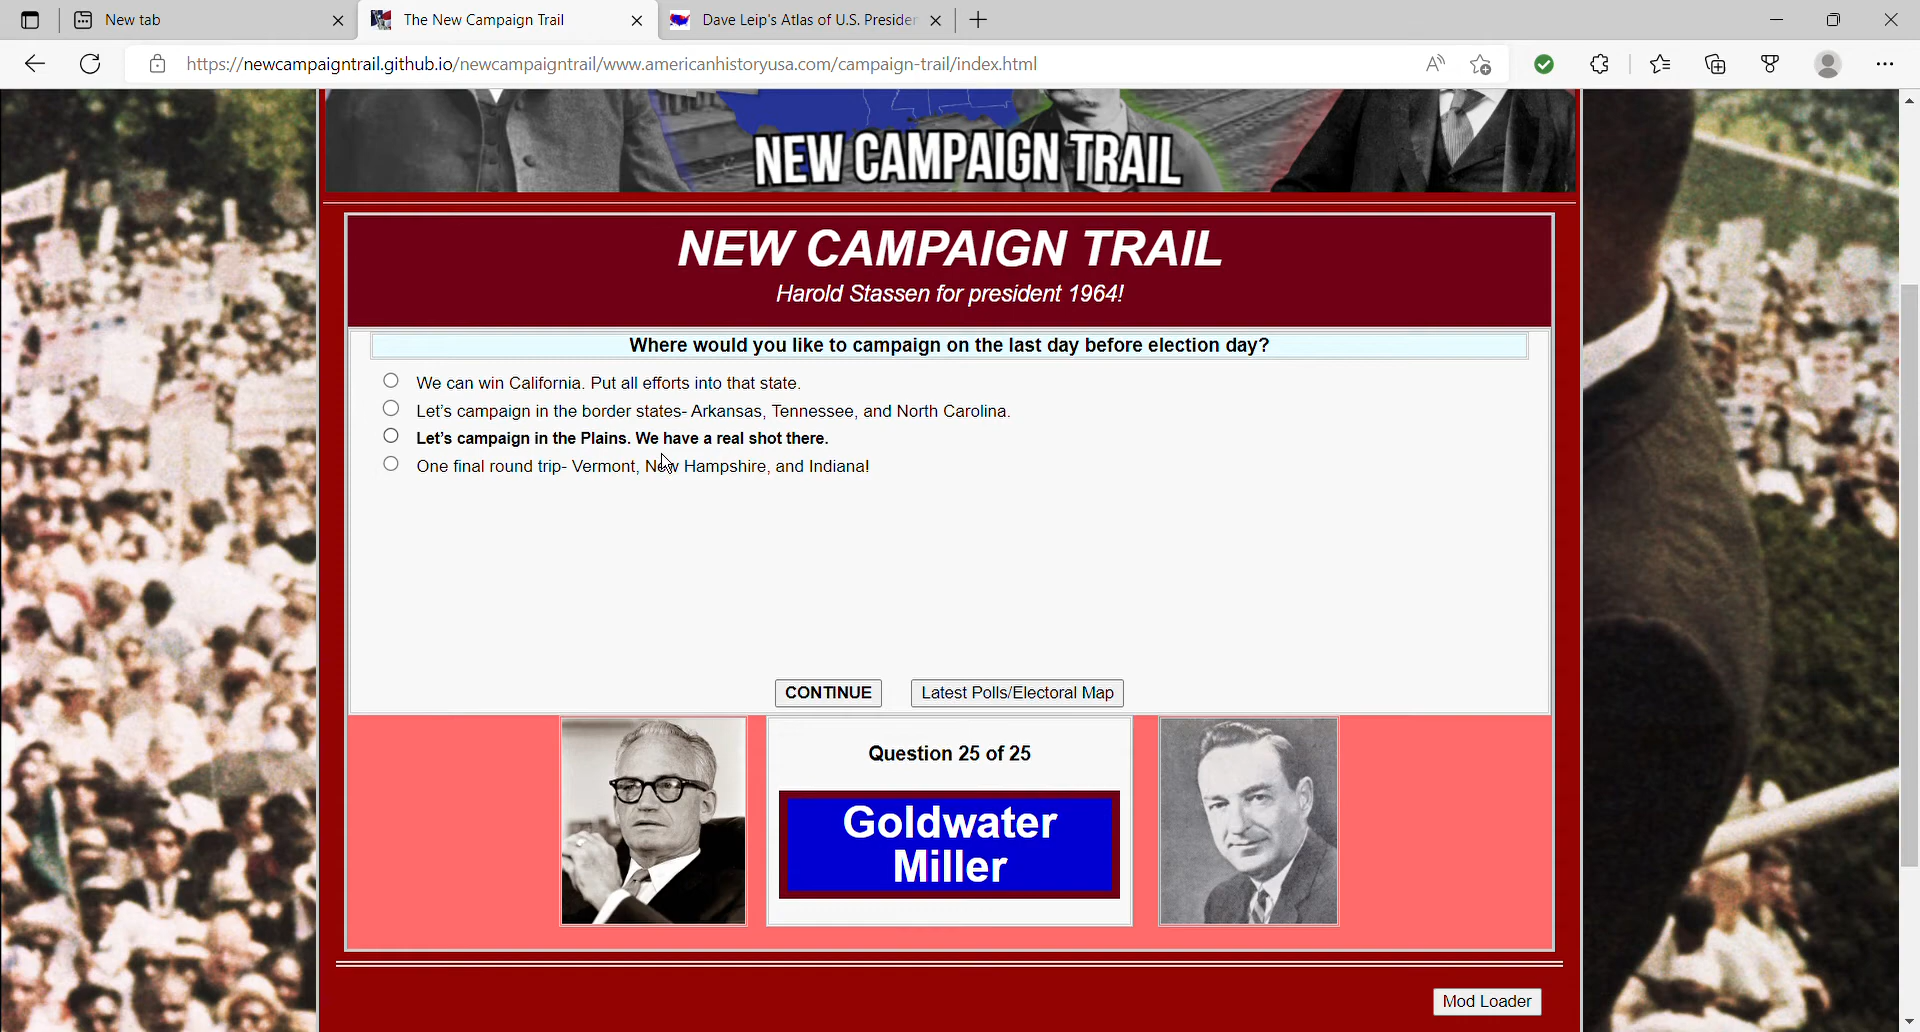 New tab
The New Campaign Trail
Dave Leip's Atlas of U.S. Presider
https://newcampaigntrail.github.io/newcampaigntrail/www.americanhistoryusa.com/campaign-trail/index.html
NEW CAMPAIGN TRAIL
NEW CAMPAIGN TRAIL
Harold Stassen for president 1964!
Where would you like to campaign on the last day before election day?
We can win California. Put all efforts into that state.
Let's campaign in the border states- Arkansas, Tennessee, and North Carolina.
Let's campaign in the Plains. We have a real shot there.
One final round trip- Vermont, New Hampshire, and Indiana!
CONTINUE
Latest Polls/Electoral Map
Question 25 of 25
Goldwater
Miller
Mod Loader